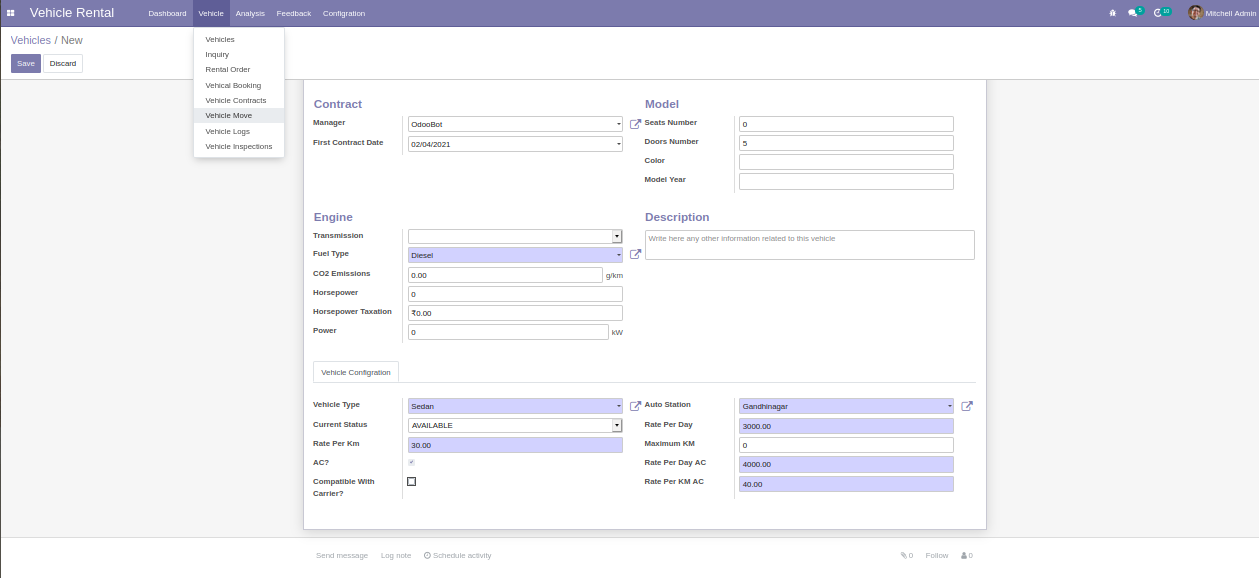 Vehicle Rental Dashboard Vehicle Analysis Feedback Configration 5 10 Mitchell Admin
Vehicles / New
Save Discard
Vehicles
Inquiry
Rental Order
Vehical Booking
Vehicle Contracts
Vehicle Move
Vehicle Logs
Vehicle Inspections
Contract
Manager OdooBot
First Contract Date 02/04/2021
Model
Seats Number 0
Doors Number 5
Color
Model Year
Engine
Transmission
Fuel Type Diesel
CO2 Emissions 0.00 g/km
Horsepower 0
Horsepower Taxation ₹0.00
Power 0 kW
Description
Write here any other information related to this vehicle
Vehicle Configration
Vehicle Type Sedan
Current Status AVAILABLE
Rate Per Km 30.00
AC?
Compatible With
Carrier?
Auto Station Gandhinagar
Rate Per Day 3000.00
Maximum KM 0
Rate Per Day AC 4000.00
Rate Per KM AC 40.00
Send message Log note Schedule activity 0 Follow 0